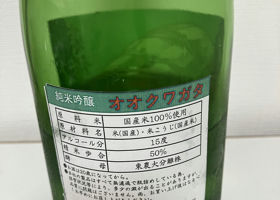 純米吟醸 オオクワガタ
原料米 国産米100%使用
原材料名 米(国産)・米こうじ(国産米)
アルコール分 15度
精米歩合 50%
酵母 東農大分離株